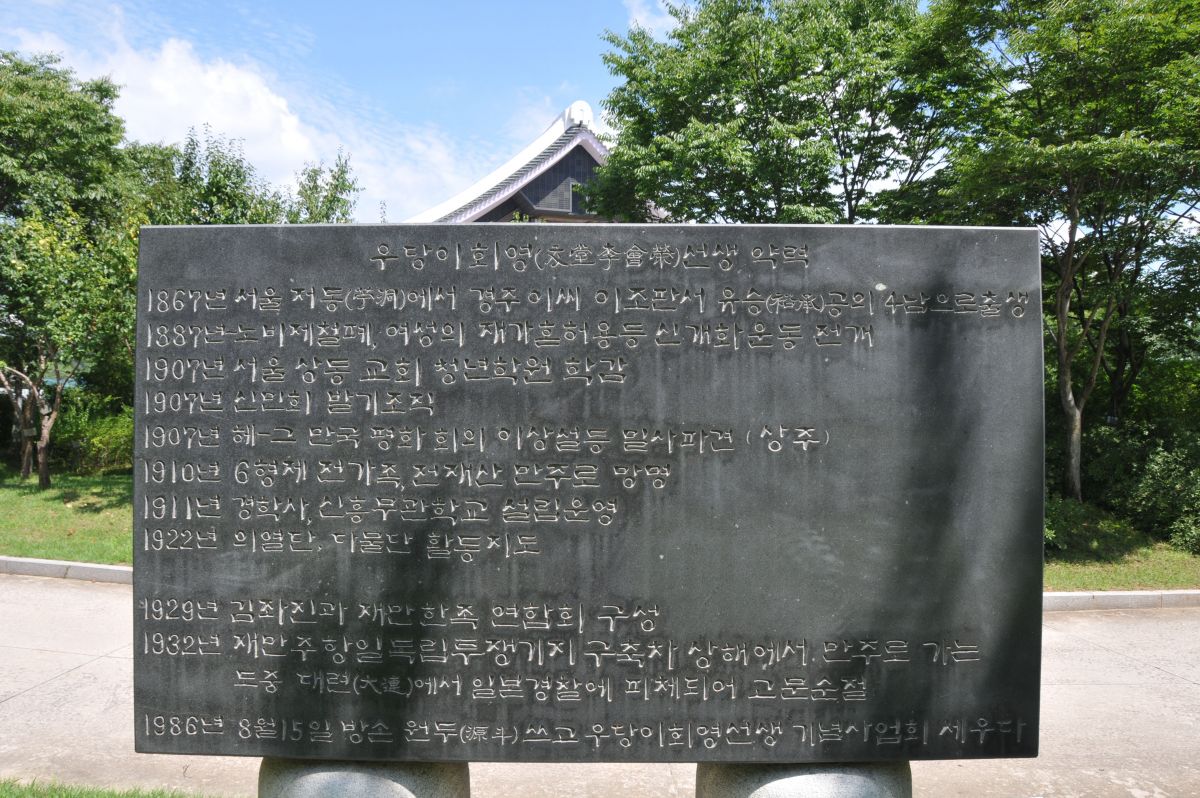 우당이회영(友堂李會榮)선생 약력
1867년 서울 저동(苧洞)에서 경주 이씨 이조판서 유승(裕承)공의 4남으로출생
1887년 노비제철폐, 여성의 재가흔허용등 신개화운동 전개
1907년 서울 상동 교회 청년학원 학감
1907년 신민회 발기조직
1907년 헤-그 만국 평화 회의 이상설등 밀사파견 (상주)
1910년 6형제 전가족, 전재산 만주로 망명
1911년 경학사, 신흥무관학교 설립운영
1922년 의열단, 다물단 활동지도
1929년 김좌진과 재만한족 연합회 구성
1932년 재만주항일독립투쟁기지 구축차 상해에서, 만주로 가는
도중 대련(大連)에서 일본경찰에 피체되어 고문순절
1986년 8월15일 방손 원두(源斗) 쓰고 우당이회영선생 기념사업회 세우다